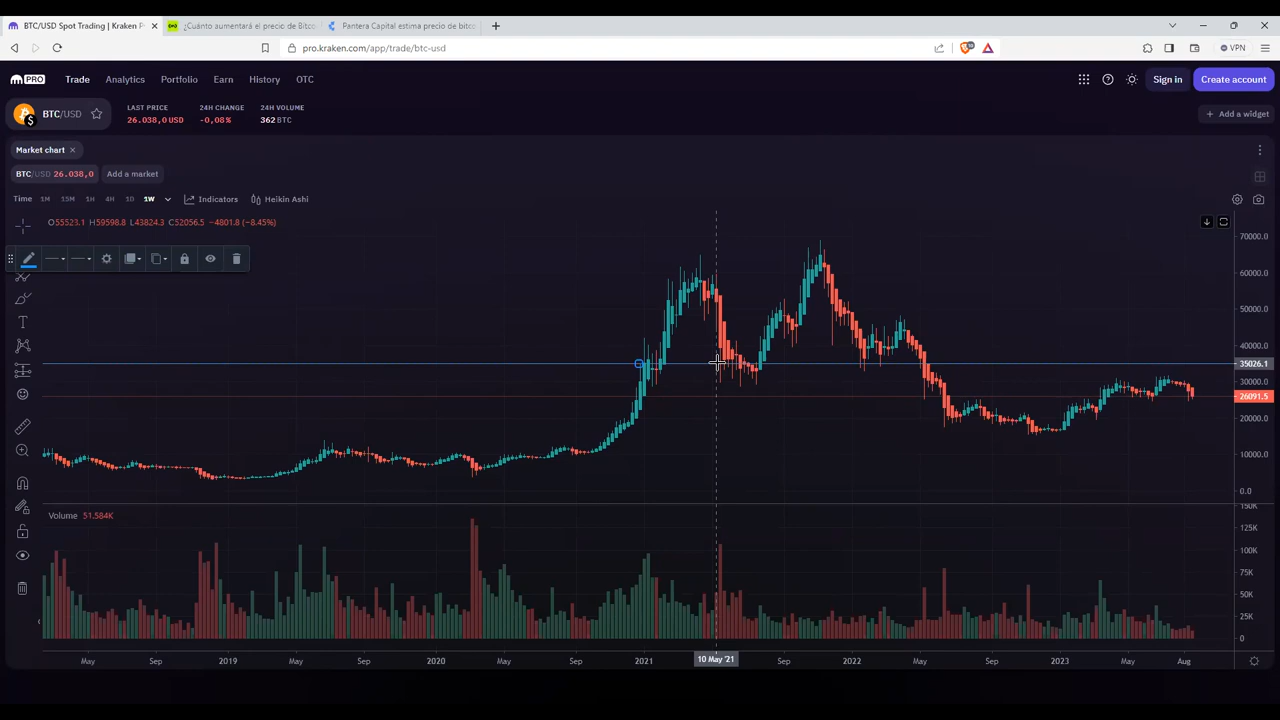 BTC/USD Spot Trading | Kraken P
¿Cuánto aumentará el precio de Bitco
Pantera Capital estima precio de bitco
pro.kraken.com/app/trade/btc-usd
VPN
PRO Trade Analytics Portfolio Earn History OTC
Sign in Create account
BTC/USD
LAST PRICE 24H CHANGE 24H VOLUME
26.038,0 USD -0,08% 362 BTC
Add a widget
Market chart
BTC/USD 26.038,0 Add a market
Time 1M 15M 1H 4H 1D 1W Indicators Heikin Ashi
O55523.1 H59598.8 L43824.3 C52056.5 −4801.8 (−8.45%)
70000.0
60000.0
50000.0
40000.0
35026.1
30000.0
26091.5
20000.0
10000.0
0.0
Volume 51.584K
150K
125K
100K
75K
50K
25K
0
May Sep 2019 May Sep 2020 May Sep 2021 10 May '21 Sep 2022 May Sep 2023 May Aug